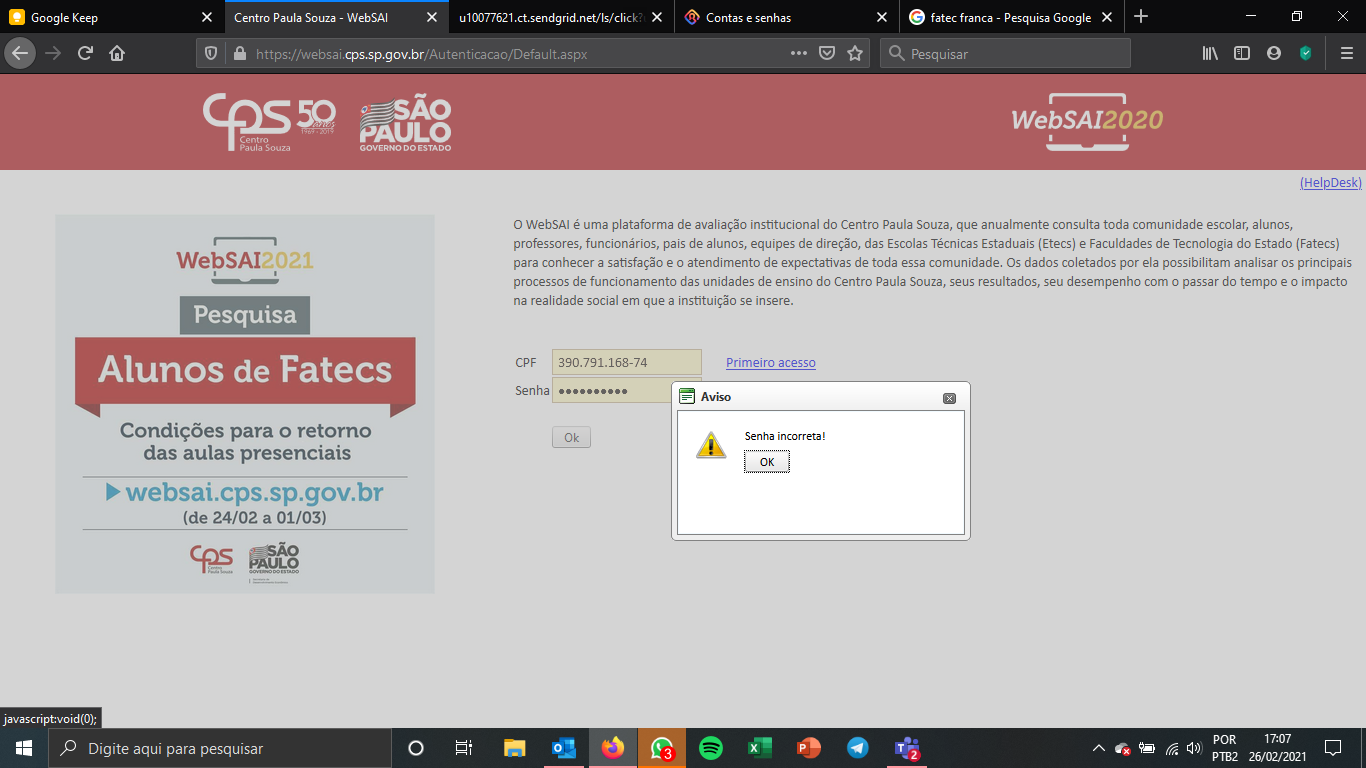 Google Keep
Centro Paula Souza - WebSAI
u10077621.ct.sendgrid.net/ls/click?
Contas e senhas
fatec franca - Pesquisa Google
https://websai.cps.sp.gov.br/Autenticacao/Default.aspx
Pesquisar
CPS 50 anos
1969 - 2019
Centro
Paula Souza
SÃO
PAULO
GOVERNO DO ESTADO
WebSAI2020
(HelpDesk)
WebSAI2021
Pesquisa
Alunos de Fatecs
Condições para o retorno
das aulas presenciais
websai.cps.sp.gov.br
(de 24/02 a 01/03)
CPS
Centro
Paula Souza
SÃO
PAULO
GOVERNO DO ESTADO
O WebSAI é uma plataforma de avaliação institucional do Centro Paula Souza, que anualmente consulta toda comunidade escolar, alunos,
professores, funcionários, pais de alunos, equipes de direção, das Escolas Técnicas Estaduais (Etecs) e Faculdades de Tecnologia do Estado (Fatecs)
para conhecer a satisfação e o atendimento de expectativas de toda essa comunidade. Os dados coletados por ela possibilitam analisar os principais
processos de funcionamento das unidades de ensino do Centro Paula Souza, seus resultados, seu desempenho com o passar do tempo e o impacto
na realidade social em que a instituição se insere.
CPF 390.791.168-74 Primeiro acesso
Senha ••••••••••
Ok
Aviso
Senha incorreta!
OK
javascript:void(0);
Digite aqui para pesquisar
3
2
POR
PTB2
17:07
26/02/2021